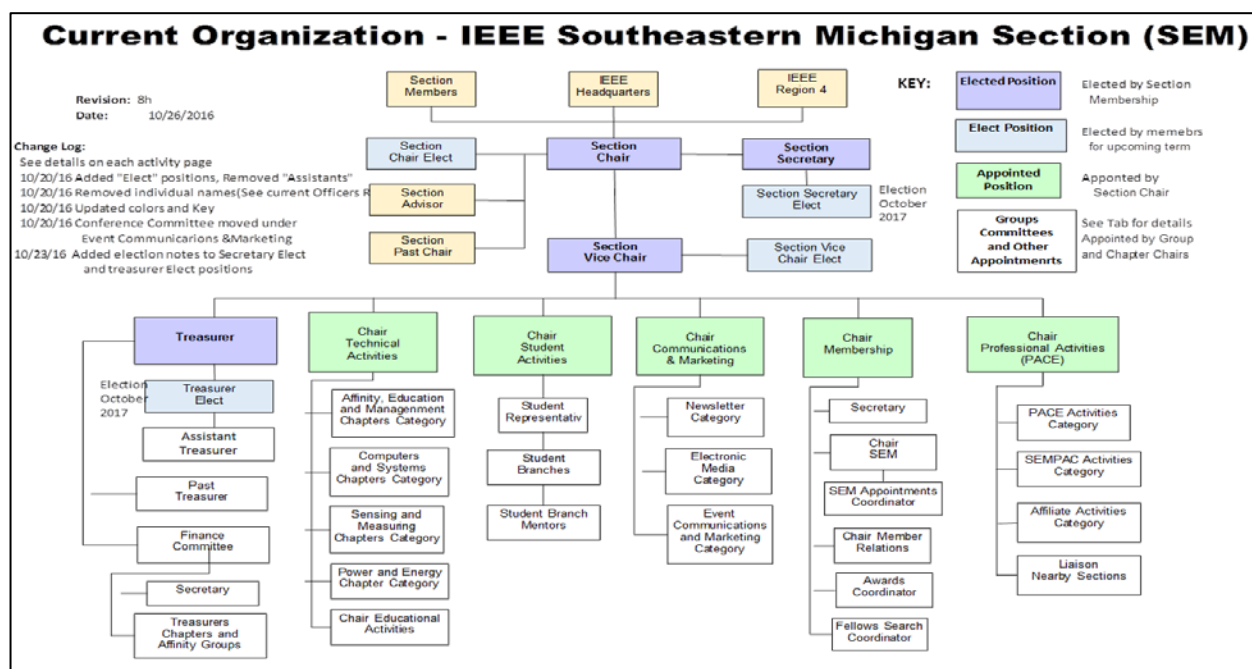 Current Organization - IEEE Southeastern Michigan Section (SEM)
Revision: 8h
Date: 10/26/2016
Change Log:
See details on each activity page
10/20/16 Added "Elect" positions, Removed "Assistants"
10/20/16 Removed individual names(See current Officers R
10/20/16 Updated colors and Key
10/20/16 Conference Committee moved under
Event Communicarions &Marketing
10/23/16 Added election notes to Secretary Elect
and treasurer Elect positions
Section
Members
IEEE
Headquarters
IEEE
Region 4
Section
Chair Elect
Section
Chair
Section
Secretary
Section
Advisor
Section Secretary
Elect
Election
October
2017
Section
Past Chair
Section
Vice Chair
Section Vice
Chair Elect
KEY:
Elected Position
Elected by Section
Membership
Elect Position
Elected by memebrs
for upcoming term
Appointed
Position
Apponted by
Section Chair
Groups
Committees
and Other
Appointmenrts
See Tab for details
Appointed by Group
and Chapter Chairs
Treasurer
Election
October
2017
Treasurer
Elect
Assistant
Treasurer
Past
Treasurer
Finance
Committee
Secretary
Treasurers
Chapters and
Affinity Groups
Chair
Technical
Activities
Affinity, Education
and Managenment
Chapters Category
Computers
and Systems
Chapters Category
Sensing and
Measuring
Chapters Category
Power and Energy
Chapter Category
Chair Educational
Activities
Chair
Student
Activities
Student
Representativ
Student
Branches
Student Branch
Mentors
Chair
Communications
& Marketing
Newsletter
Category
Electronic
Media
Category
Event
Communications
and Marketing
Category
Chair
Membership
Secretary
Chair
SEM
SEM Appointments
Coordinator
Chair Member
Relations
Awards
Coordinator
Fellows Search
Coordinator
Chair
Professional Activities
(PACE)
PACE Activities
Category
SEMPAC Activities
Category
Affiliate Activities
Category
Liaison
Nearby Sections